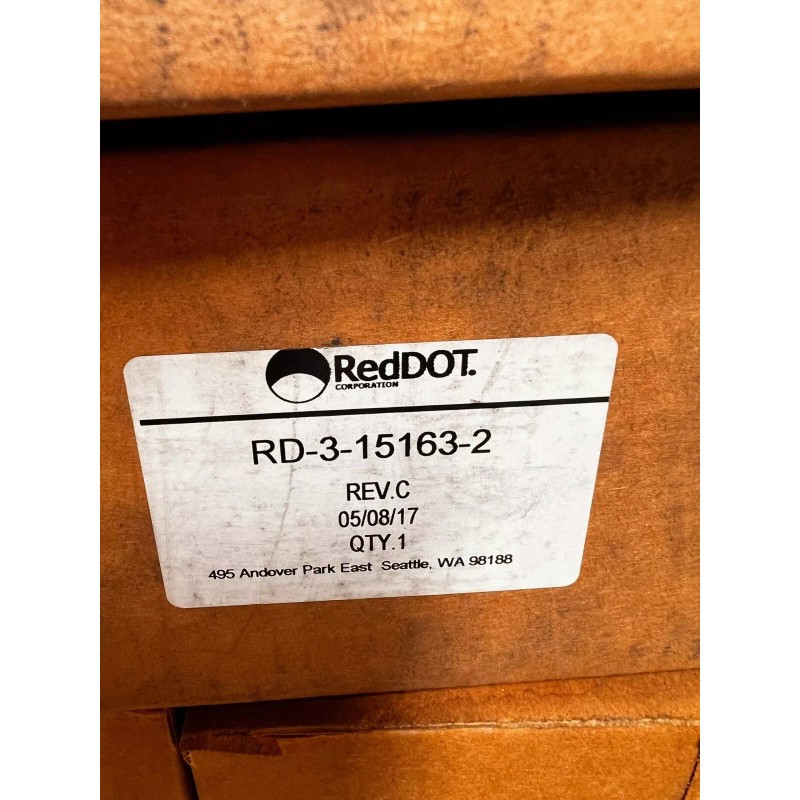 RedDOT.
CORPORATION
RD-3-15163-2
REV.C
05/08/17
QTY.1
495 Andover Park East Seattle, WA 98188